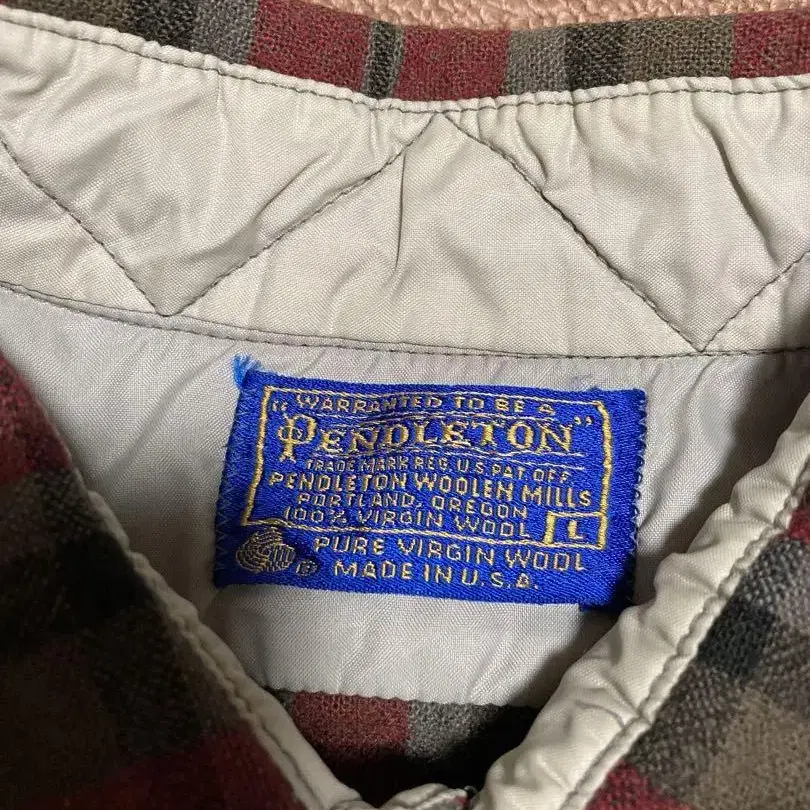 "WARRANTED TO BE A
PENDLETON"
TRADE MARK REG. U.S. PAT. OFF.
PENDLETON WOOLEN MILLS
PORTLAND, OREGON
100% VIRGIN WOOL L
PURE VIRGIN WOOL
® MADE IN U.S.A.